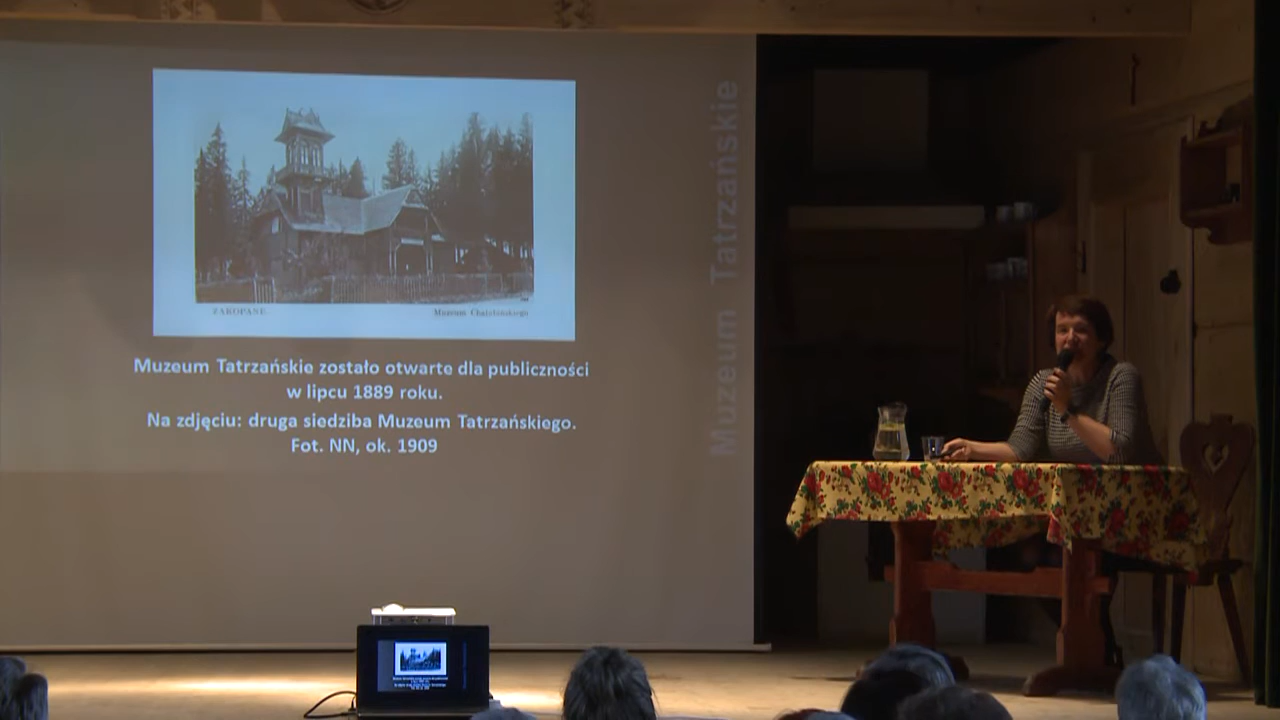 ZAKOPANE.
Muzeum Chałubińskiego
Muzeum Tatrzańskie zostało otwarte dla publiczności
w lipcu 1889 roku.
Na zdjęciu: druga siedziba Muzeum Tatrzańskiego.
Fot. NN, ok. 1909
Muzeum Tatrzańskie